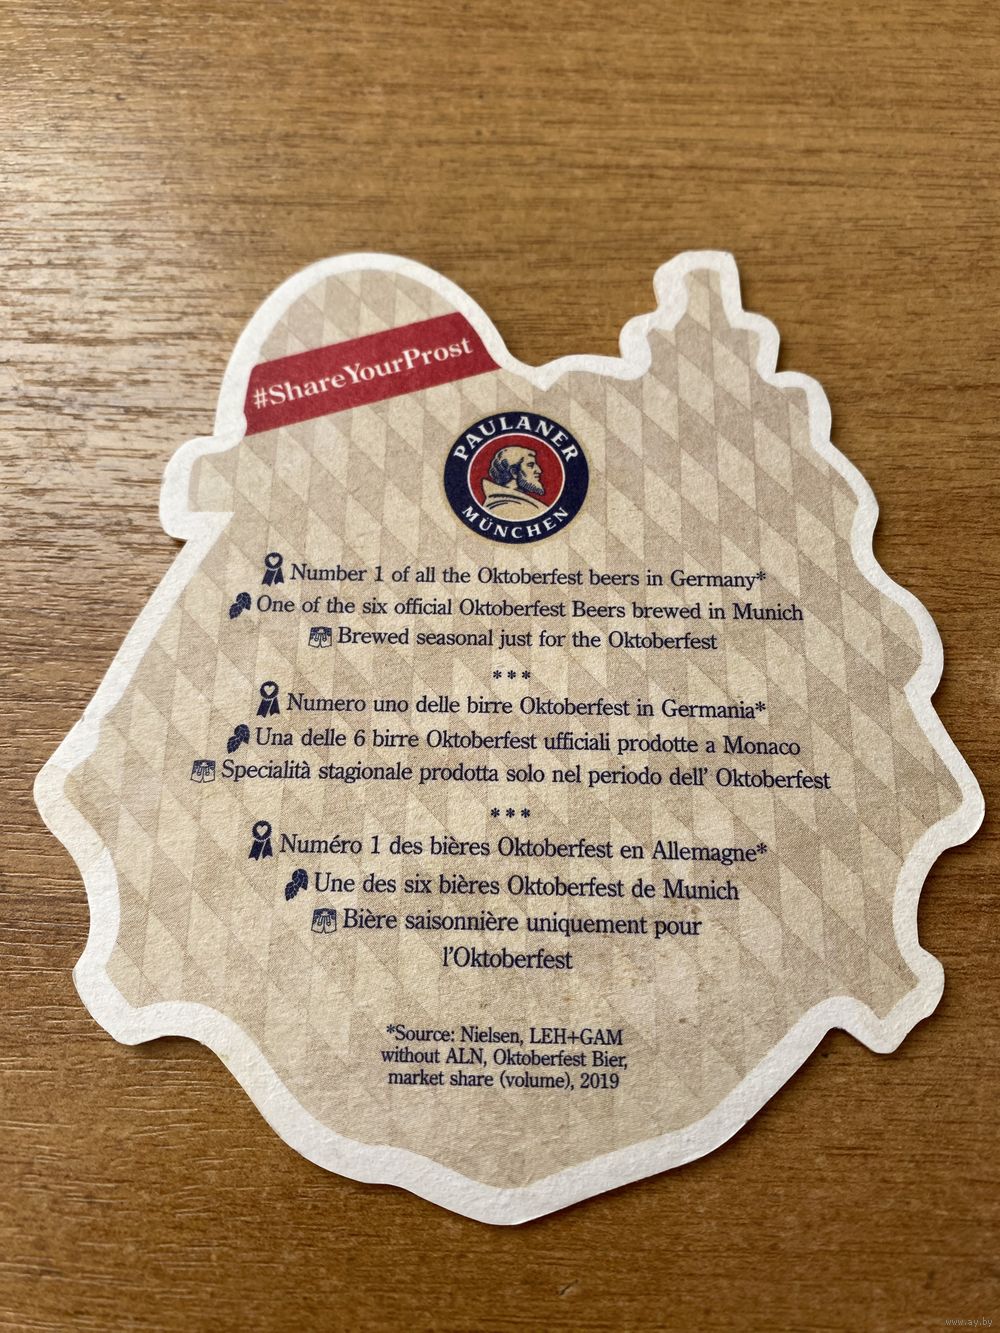 #ShareYourProst
PAULANER
MÜNCHEN
Number 1 of all the Oktoberfest beers in Germany*
One of the six official Oktoberfest Beers brewed in Munich
Brewed seasonal just for the Oktoberfest
***
Numero uno delle birre Oktoberfest in Germania*
Una delle 6 birre Oktoberfest ufficiali prodotte a Monaco
Specialità stagionale prodotta solo nel periodo dell' Oktoberfest
***
Numéro 1 des bières Oktoberfest en Allemagne*
Une des six bières Oktoberfest de Munich
Bière saisonnière uniquement pour
l'Oktoberfest
*Source: Nielsen, LEH+GAM
without ALN, Oktoberfest Bier,
market share (volume), 2019
www.ay.by